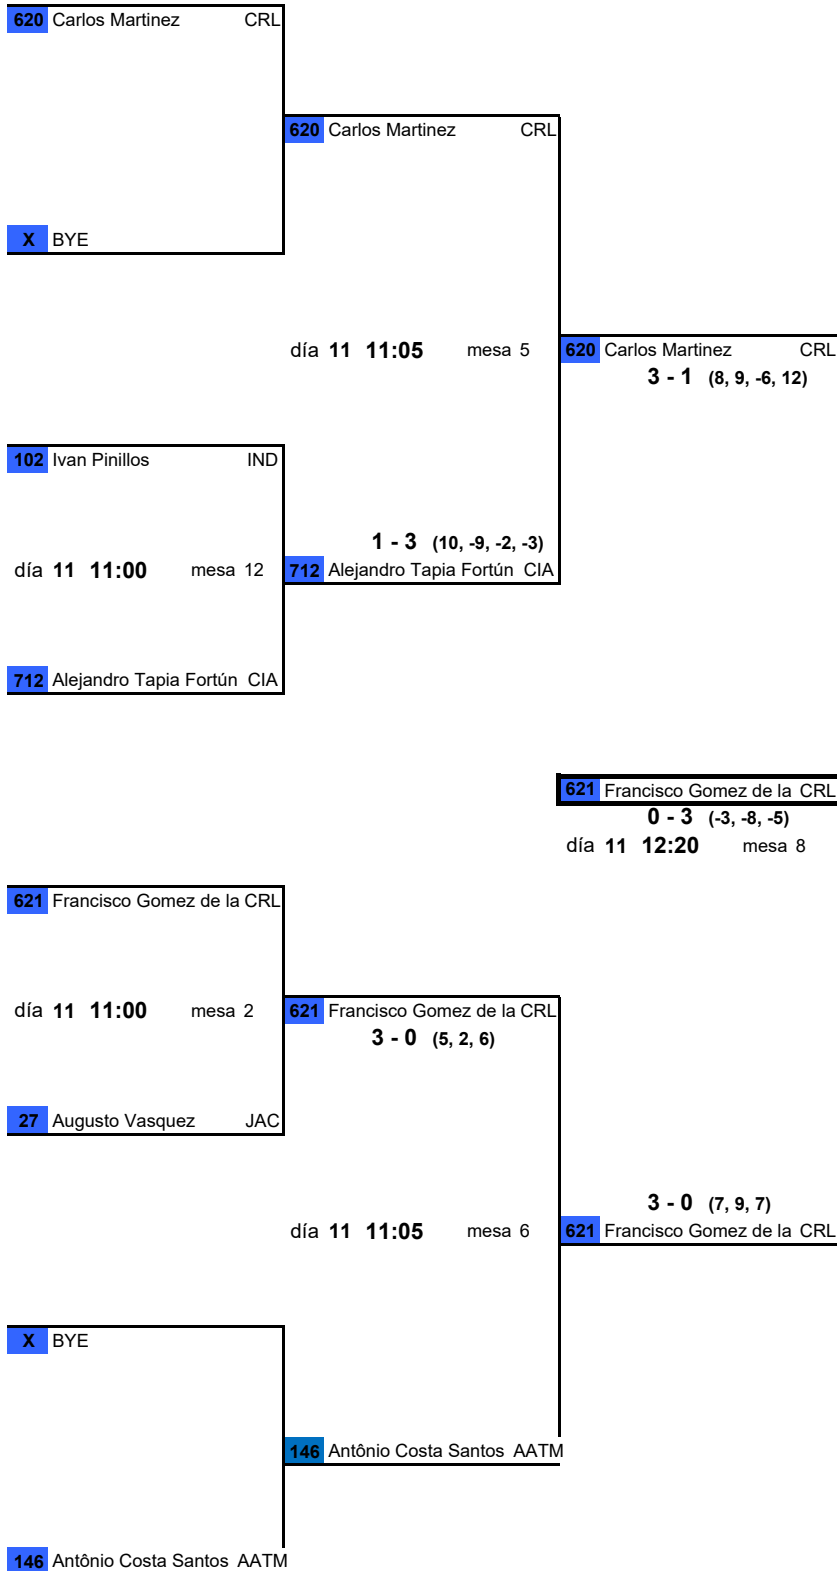 620 Carlos Martinez CRL
620 Carlos Martinez CRL
X BYE
día 11 11:05 mesa 5
620 Carlos Martinez CRL
3 - 1 (8, 9, -6, 12)
102 Ivan Pinillos IND
1 - 3 (10, -9, -2, -3)
día 11 11:00 mesa 12
712 Alejandro Tapia Fortún CIA
712 Alejandro Tapia Fortún CIA
621 Francisco Gomez de la CRL
0 - 3 (-3, -8, -5)
día 11 12:20 mesa 8
621 Francisco Gomez de la CRL
día 11 11:00 mesa 2
621 Francisco Gomez de la CRL
3 - 0 (5, 2, 6)
27 Augusto Vasquez JAC
3 - 0 (7, 9, 7)
día 11 11:05 mesa 6
621 Francisco Gomez de la CRL
X BYE
146 Antônio Costa Santos AATM
146 Antônio Costa Santos AATM